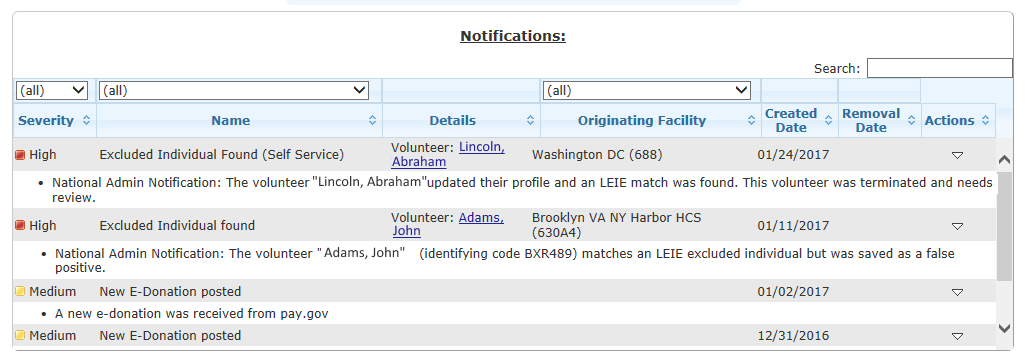 Notifications:
Search:
(all) (all) (all)
Severity Name Details Originating Facility Created Date Removal Date Actions
High Excluded Individual Found (Self Service) Volunteer: Lincoln, Abraham Washington DC (688) 01/24/2017
• National Admin Notification: The volunteer "Lincoln, Abraham"updated their profile and an LEIE match was found. This volunteer was terminated and needs
review.
High Excluded Individual found Volunteer: Adams, John Brooklyn VA NY Harbor HCS (630A4) 01/11/2017
• National Admin Notification: The volunteer "Adams, John" (identifying code BXR489) matches an LEIE excluded individual but was saved as a false
positive.
Medium New E-Donation posted 01/02/2017
• A new e-donation was received from pay.gov
Medium New E-Donation posted 12/31/2016